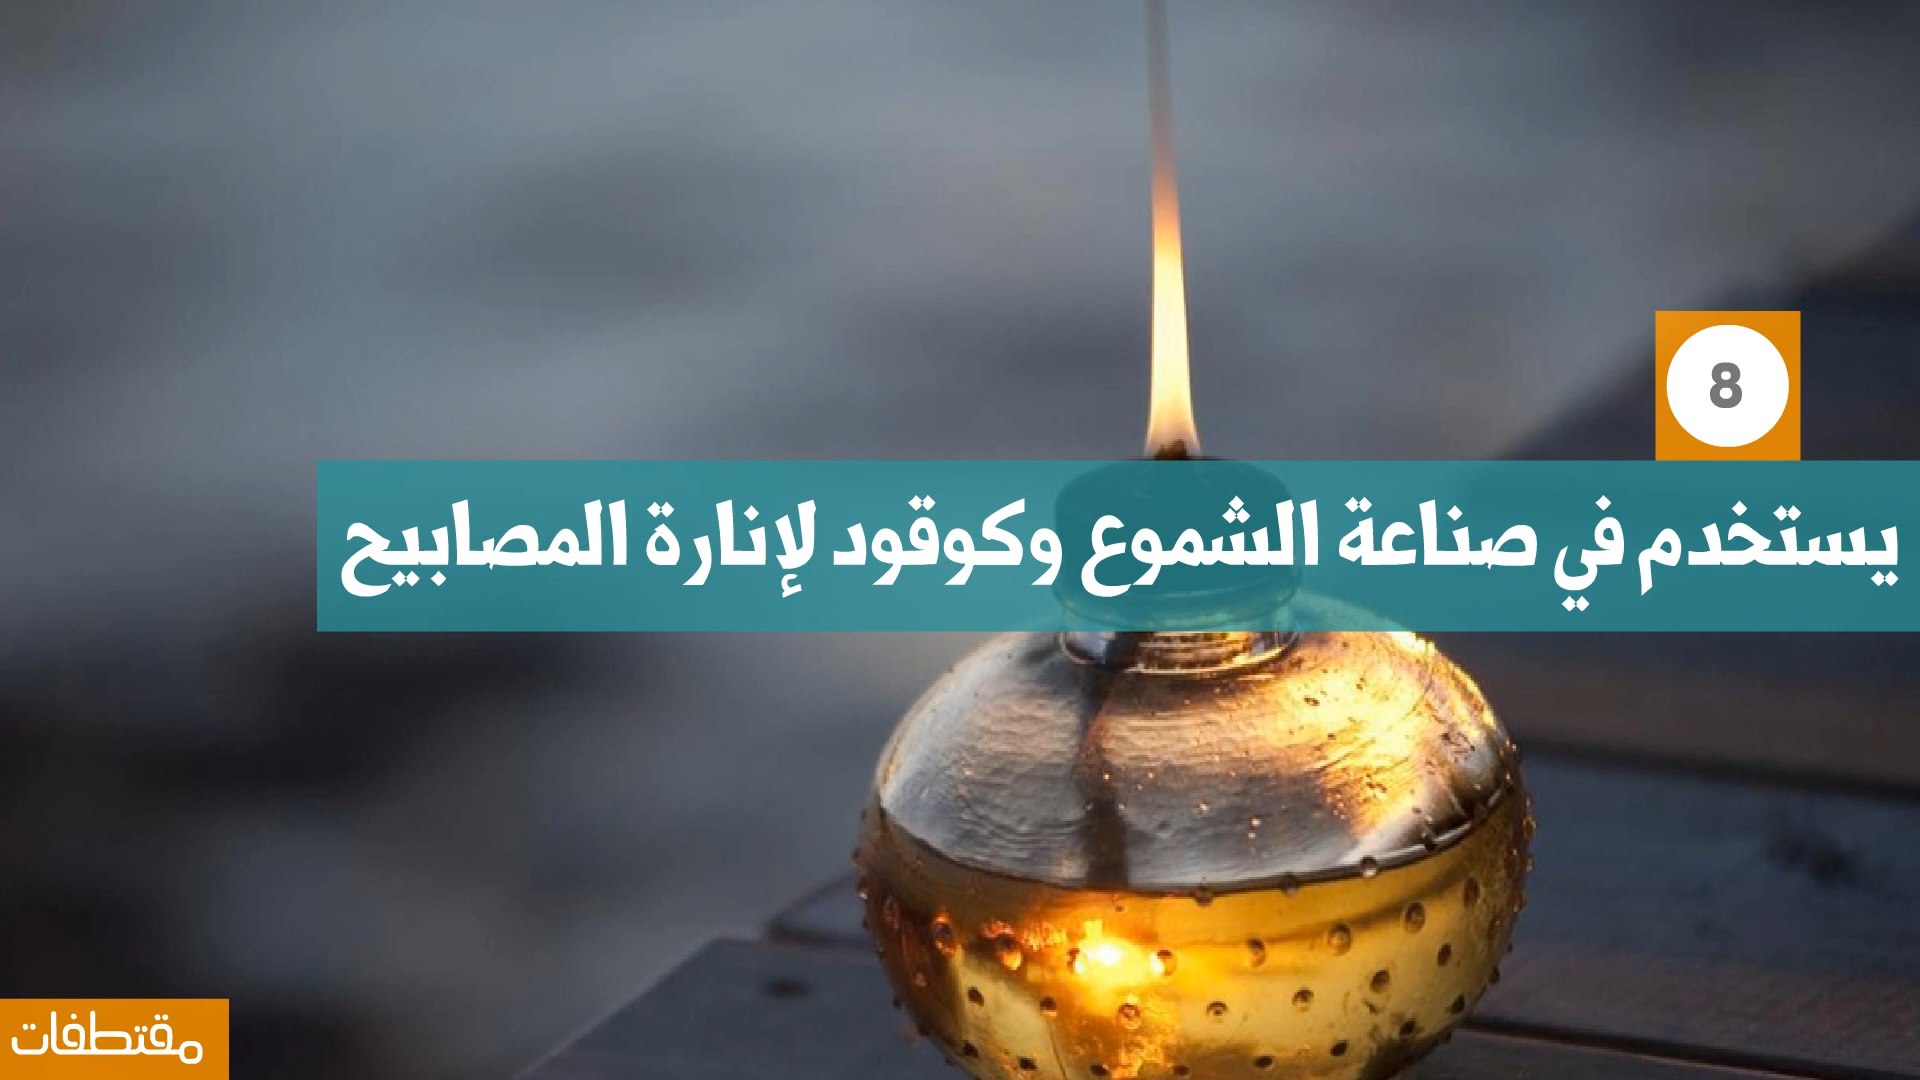 8
يستخدم في صناعة الشموع وكوقود لإنارة المصابيح
مقتطفات